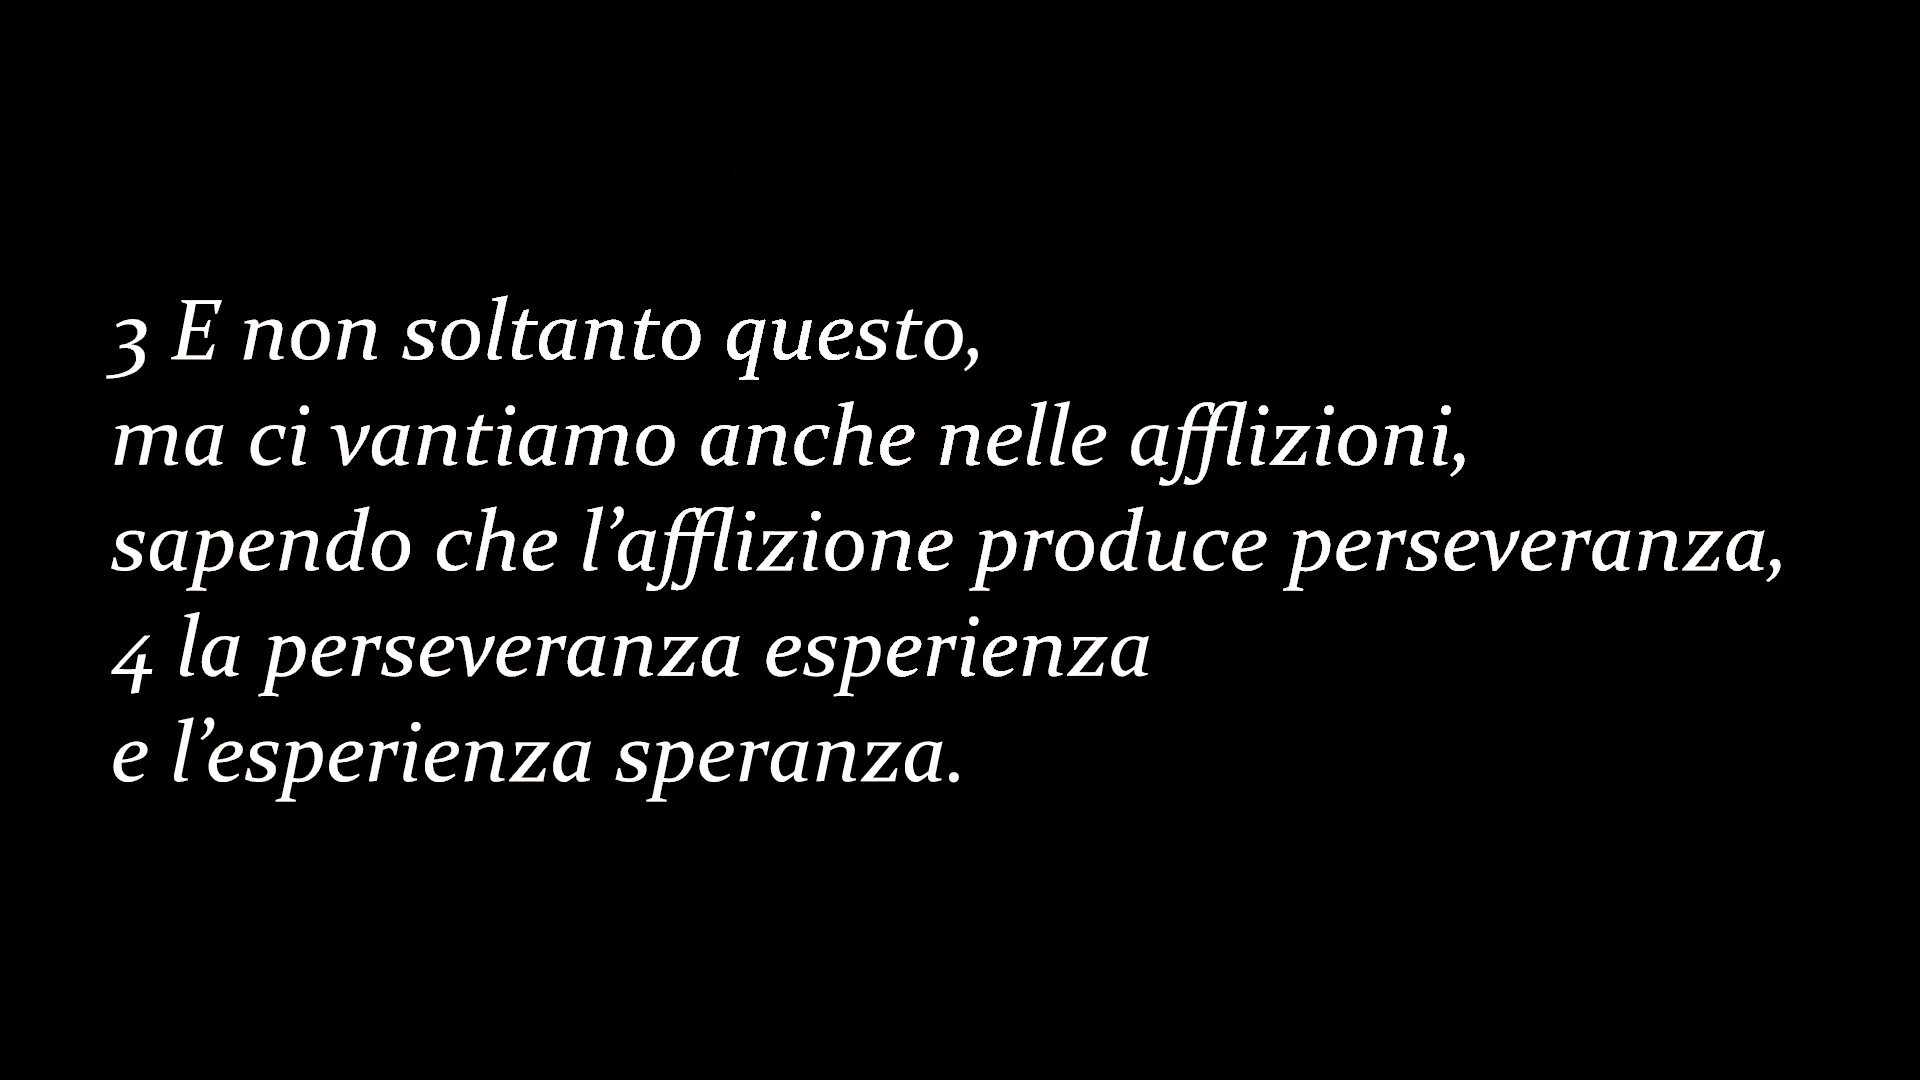 3 E non soltanto questo,
ma ci vantiamo anche nelle afflizioni,
sapendo che l’afflizione produce perseveranza,
4 la perseveranza esperienza
e l’esperienza speranza.